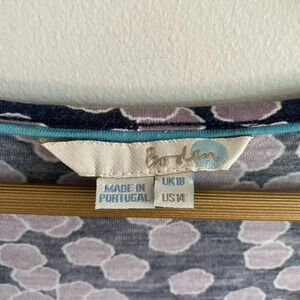 Boden
MADE IN
PORTUGAL
UK18
US14